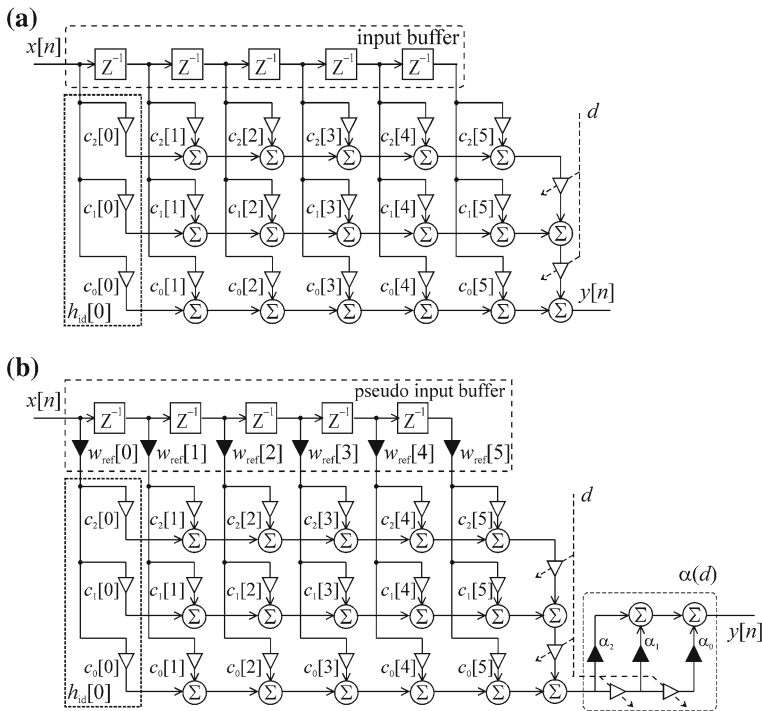 (a)
input buffer
x[n]
Z⁻¹ Z⁻¹ Z⁻¹ Z⁻¹ Z⁻¹
d
c₂[0] c₂[1] c₂[2] c₂[3] c₂[4] c₂[5]
Σ Σ Σ Σ Σ
c₁[0] c₁[1] c₁[2] c₁[3] c₁[4] c₁[5]
Σ Σ Σ Σ Σ Σ
c₀[0] c₀[1] c₀[2] c₀[3] c₀[4] c₀[5]
y[n]
h_id[0]
Σ Σ Σ Σ Σ Σ
(b)
pseudo input buffer
x[n]
Z⁻¹ Z⁻¹ Z⁻¹ Z⁻¹ Z⁻¹
w_ref[0] w_ref[1] w_ref[2] w_ref[3] w_ref[4] w_ref[5]
d
c₂[0] c₂[1] c₂[2] c₂[3] c₂[4] c₂[5]
Σ Σ Σ Σ Σ
α(d)
c₁[0] c₁[1] c₁[2] c₁[3] c₁[4] c₁[5]
Σ Σ Σ Σ Σ Σ Σ Σ
y[n]
α₂ α₁ α₀
c₀[0] c₀[1] c₀[2] c₀[3] c₀[4] c₀[5]
h_id[0]
Σ Σ Σ Σ Σ Σ